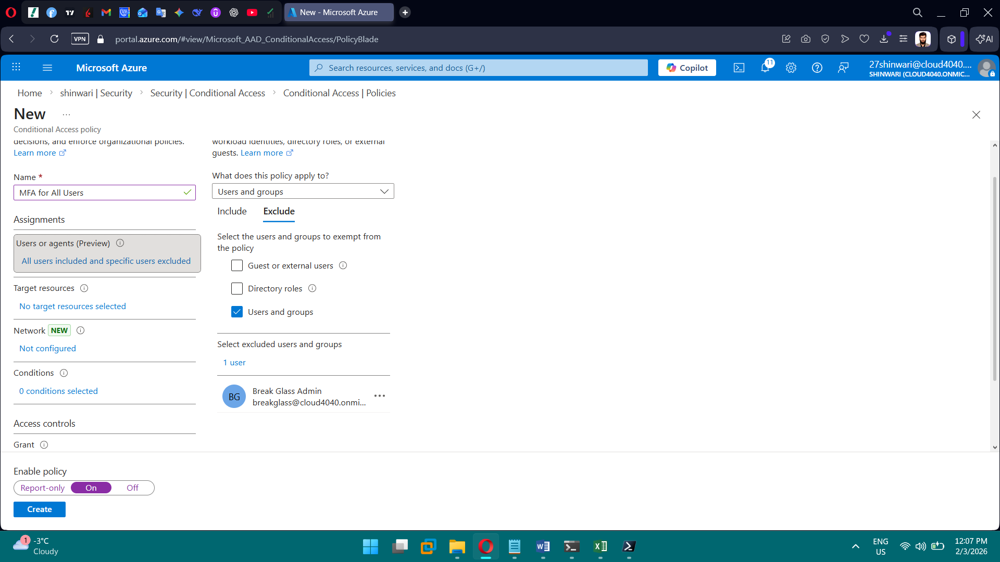 New - Microsoft Azure
VPN
portal.azure.com/#view/Microsoft_AAD_ConditionalAccess/PolicyBlade
AI
Microsoft Azure
Search resources, services, and docs (G+/)
Copilot
11
27shinwari@cloud4040....
SHINWARI (CLOUD4040.ONMIC...
Home > shinwari | Security > Security | Conditional Access > Conditional Access | Policies
New ...
Conditional Access policy
decisions, and enforce organizational policies.
Learn more
Name *
MFA for All Users
Assignments
Users or agents (Preview)
All users included and specific users excluded
Target resources
No target resources selected
Network NEW
Not configured
Conditions
0 conditions selected
Access controls
Grant
workload identities, directory roles, or external
guests. Learn more
What does this policy apply to?
Users and groups
Include Exclude
Select the users and groups to exempt from
the policy
Guest or external users
Directory roles
Users and groups
Select excluded users and groups
1 user
BG
Break Glass Admin
breakglass@cloud4040.onmi...
Enable policy
Report-only On Off
Create
1
-3°C
Cloudy
ENG
US
12:07 PM
2/3/2026